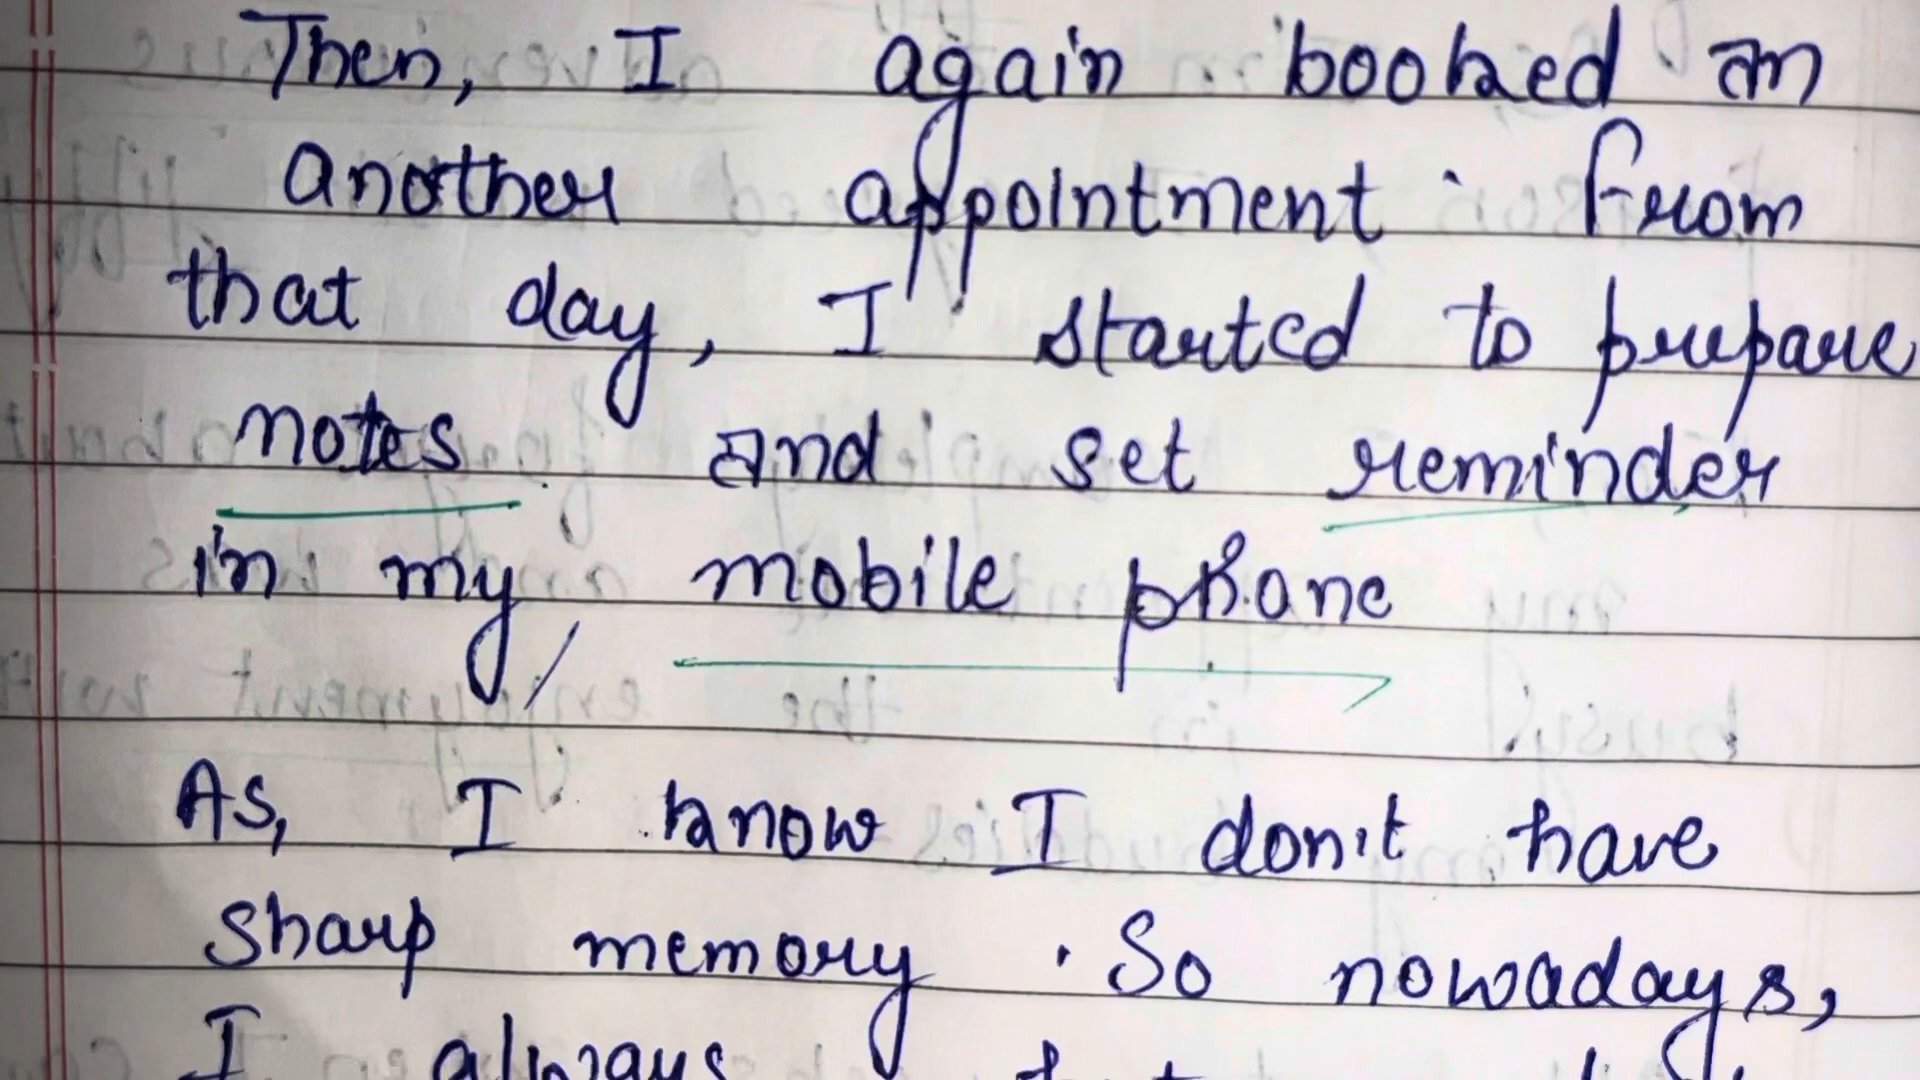 Then, I again booked an
another appointment. From
that day, I started to prepare
notes and set reminder
in my mobile phone
As, I know I don't have
sharp memory. So nowadays,
I always